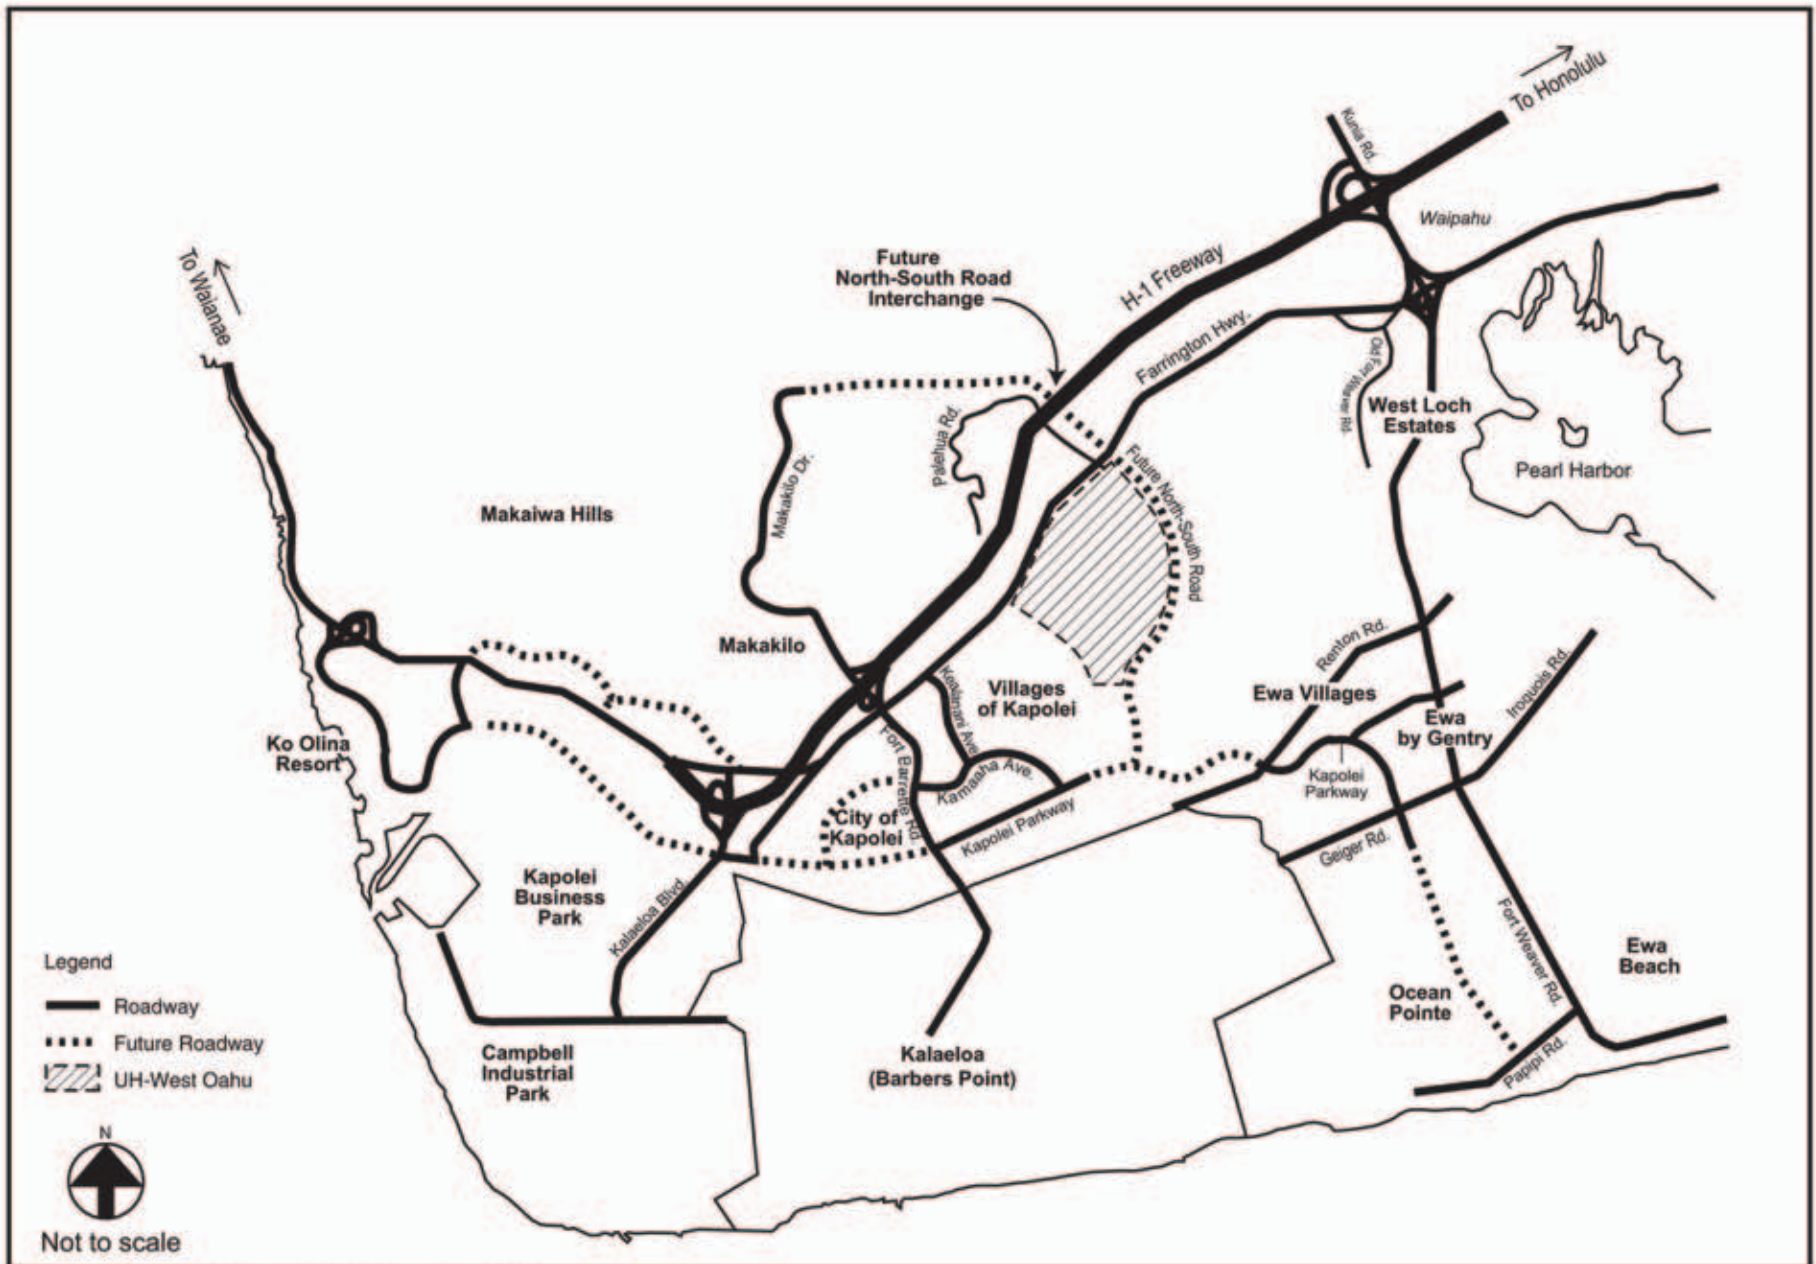 To Honolulu
Kunia Rd.
Waipahu
To Waianae
Future
North-South Road
Interchange
H-1 Freeway
Farrington Hwy.
Old Fort Weaver Rd.
West Loch
Estates
Pearl Harbor
Palehua Rd.
Makakilo Dr.
Future North-South Road
Makaiwa Hills
Makakilo
Renton Rd.
Iroquois Rd.
Kealanani Ave.
Villages
of Kapolei
Ewa Villages
Ewa
by Gentry
Ko Olina
Resort
Fort Barrette Rd.
Kamaaha Ave.
Kapolei
Parkway
City of
Kapolei
Kapolei Parkway
Geiger Rd.
Kapolei
Business
Park
Kalaeloa Blvd.
Fort Weaver Rd.
Ewa
Beach
Ocean
Pointe
Legend
Roadway
Future Roadway
UH-West Oahu
Campbell
Industrial
Park
Kalaeloa
(Barbers Point)
Papipi Rd.
N
Not to scale